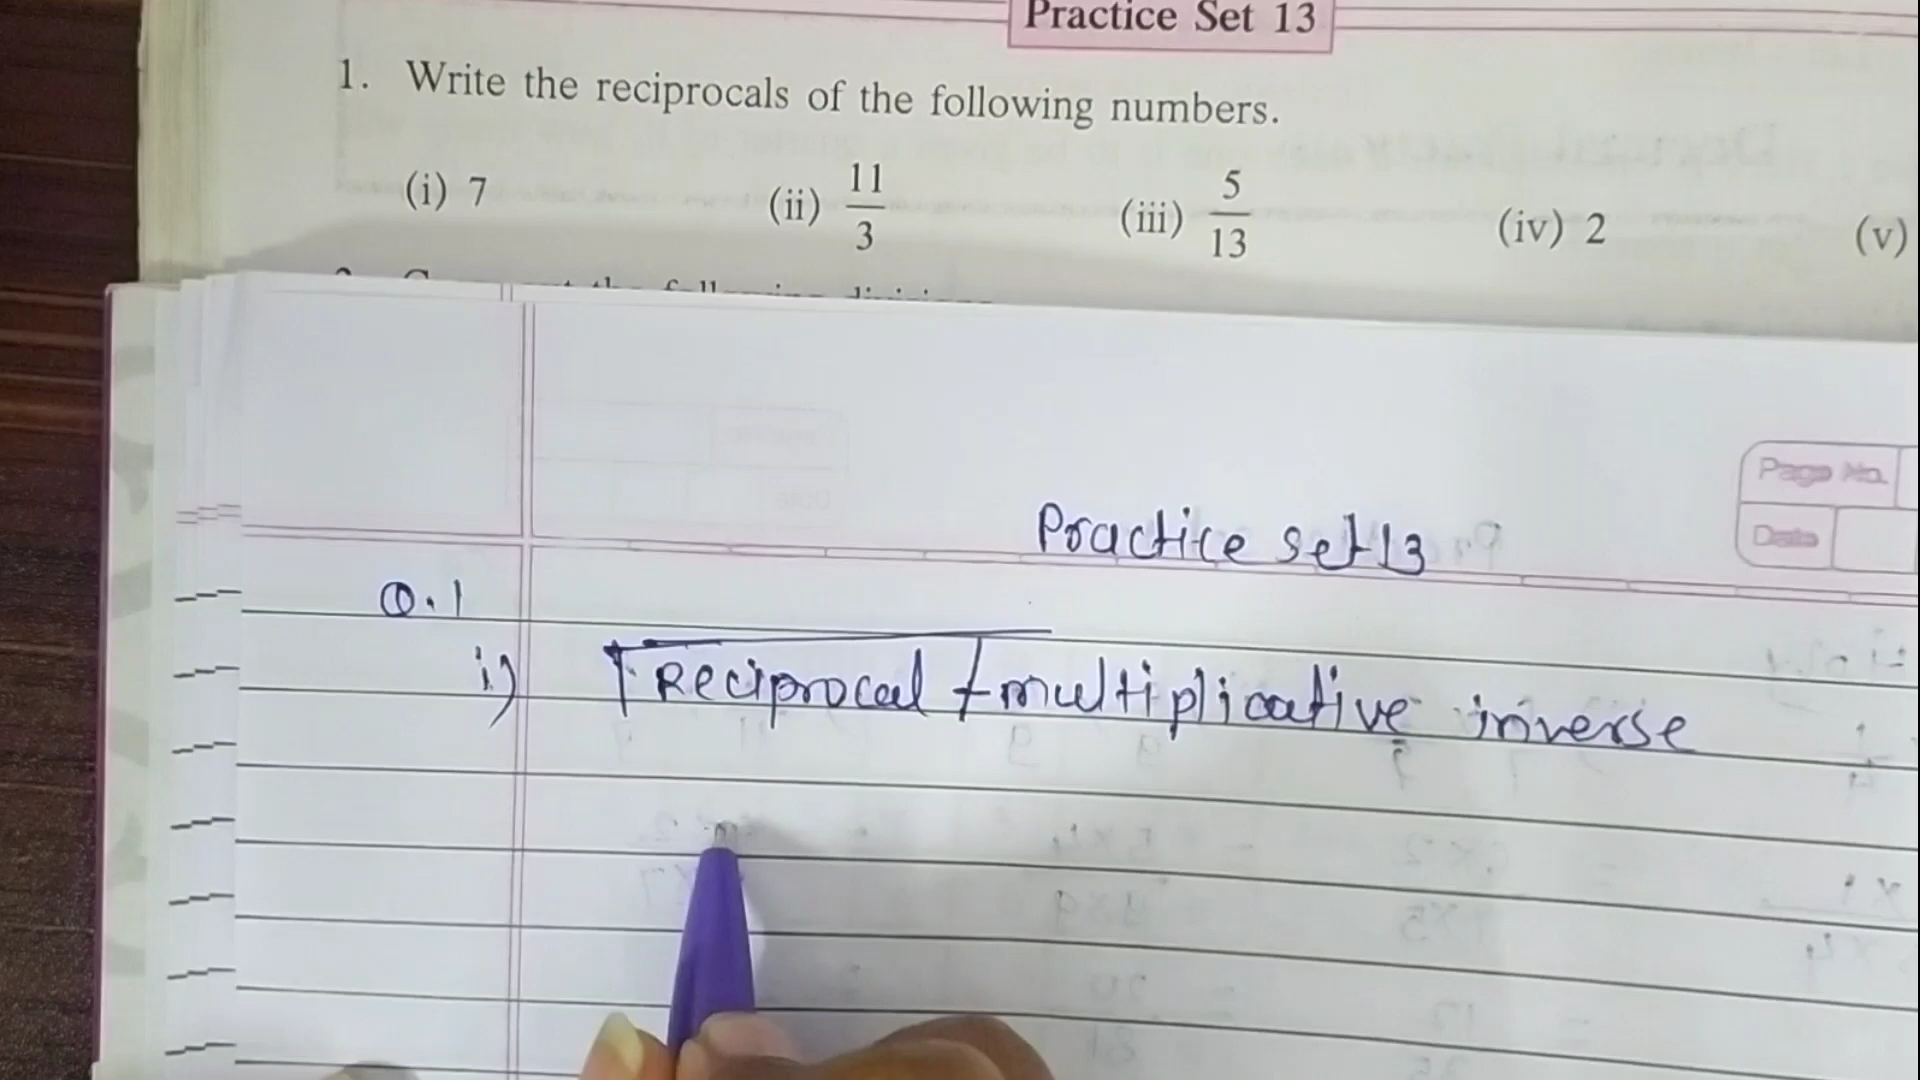 Practice Set 13
1. Write the reciprocals of the following numbers.
(i) 7 (ii) 11/3 (iii) 5/13 (iv) 2 (v)
Page No.
Date
Practice set 13
Q.1
i) Reciprocal / multiplicative inverse